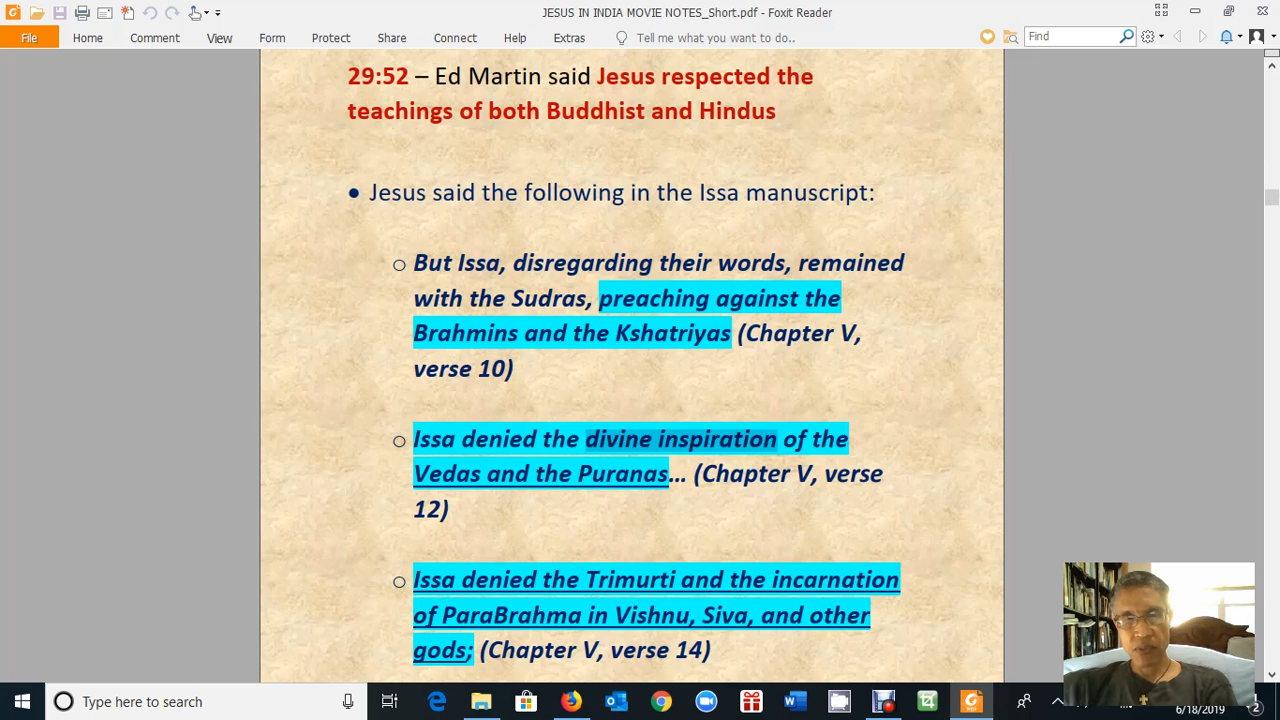 JESUS IN INDIA MOVIE NOTES_Short.pdf - Foxit Reader
File Home Comment View Form Protect Share Connect Help Extras Tell me what you want to do.. Find
29:52 – Ed Martin said Jesus respected the
teachings of both Buddhist and Hindus
• Jesus said the following in the Issa manuscript:
o But Issa, disregarding their words, remained
with the Sudras, preaching against the
Brahmins and the Kshatriyas (Chapter V,
verse 10)
o Issa denied the divine inspiration of the
Vedas and the Puranas... (Chapter V, verse
12)
o Issa denied the Trimurti and the incarnation
of ParaBrahma in Vishnu, Siva, and other
gods; (Chapter V, verse 14)
Type here to search
6/18/2019